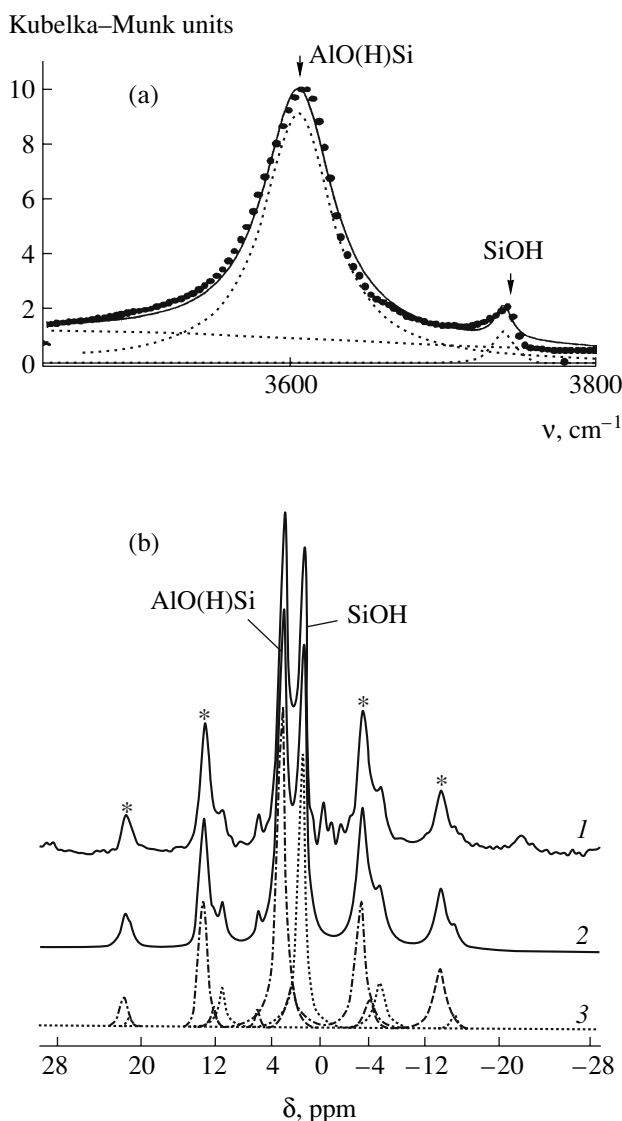 Kubelka–Munk units
AlO(H)Si
10
(a)
8
6
SiOH
4
2
0
3600
3800
ν, cm⁻¹
(b)
AlO(H)Si
SiOH
*
*
*
*
1
2
3
28 20 12 4 0 −4 −12 −20 −28
δ, ppm